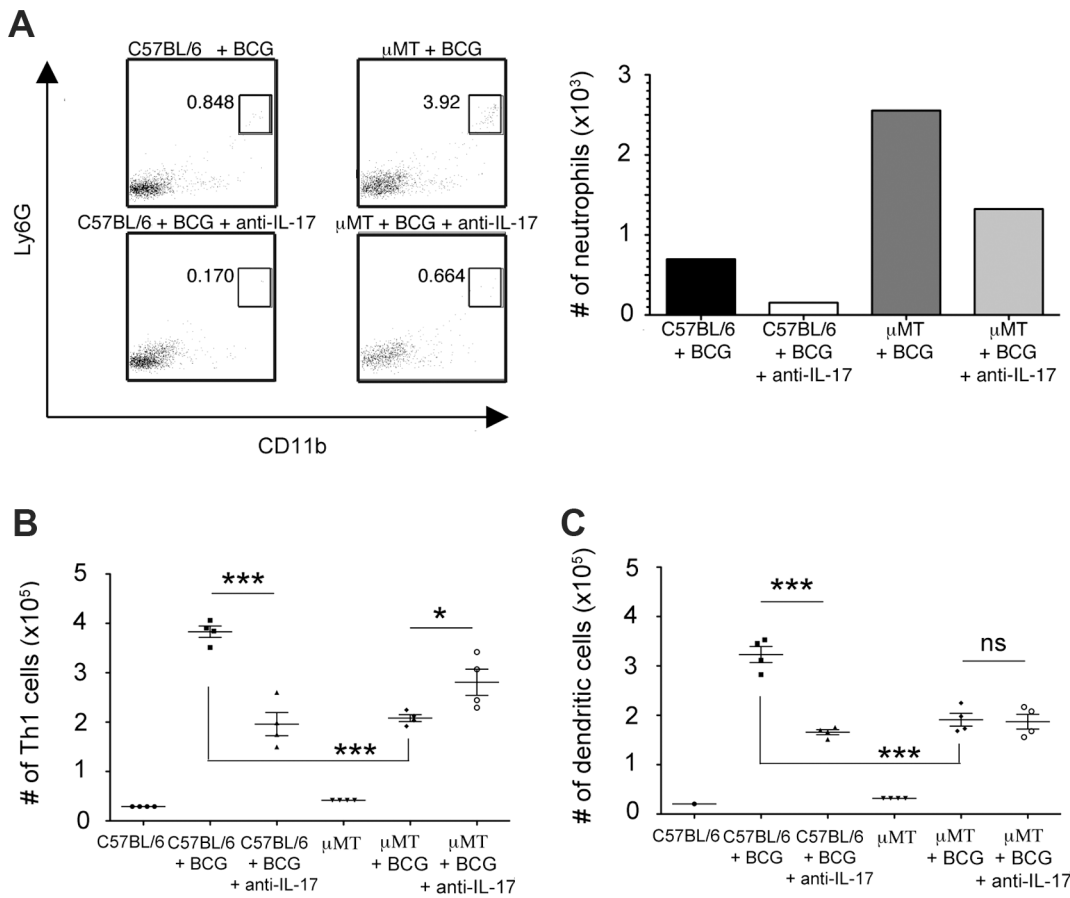 A
C57BL/6 + BCG
μMT + BCG
0.848
3.92
C57BL/6 + BCG + anti-IL-17
μMT + BCG + anti-IL-17
0.170
0.664
Ly6G
CD11b
# of neutrophils (x10³)
3
2
1
0
C57BL/6
+ BCG
C57BL/6
+ BCG
+ anti-IL-17
μMT
+ BCG
μMT
+ BCG
+ anti-IL-17
B
# of Th1 cells (x10⁵)
5
4
3
2
1
0
***
*
***
C57BL/6
C57BL/6
+ BCG
C57BL/6
+ BCG
+ anti-IL-17
μMT
μMT
+ BCG
μMT
+ BCG
+ anti-IL-17
C
# of dendritic cells (x10⁵)
5
4
3
2
1
0
***
ns
***
C57BL/6
C57BL/6
+ BCG
C57BL/6
+ BCG
+ anti-IL-17
μMT
μMT
+ BCG
μMT
+ BCG
+ anti-IL-17